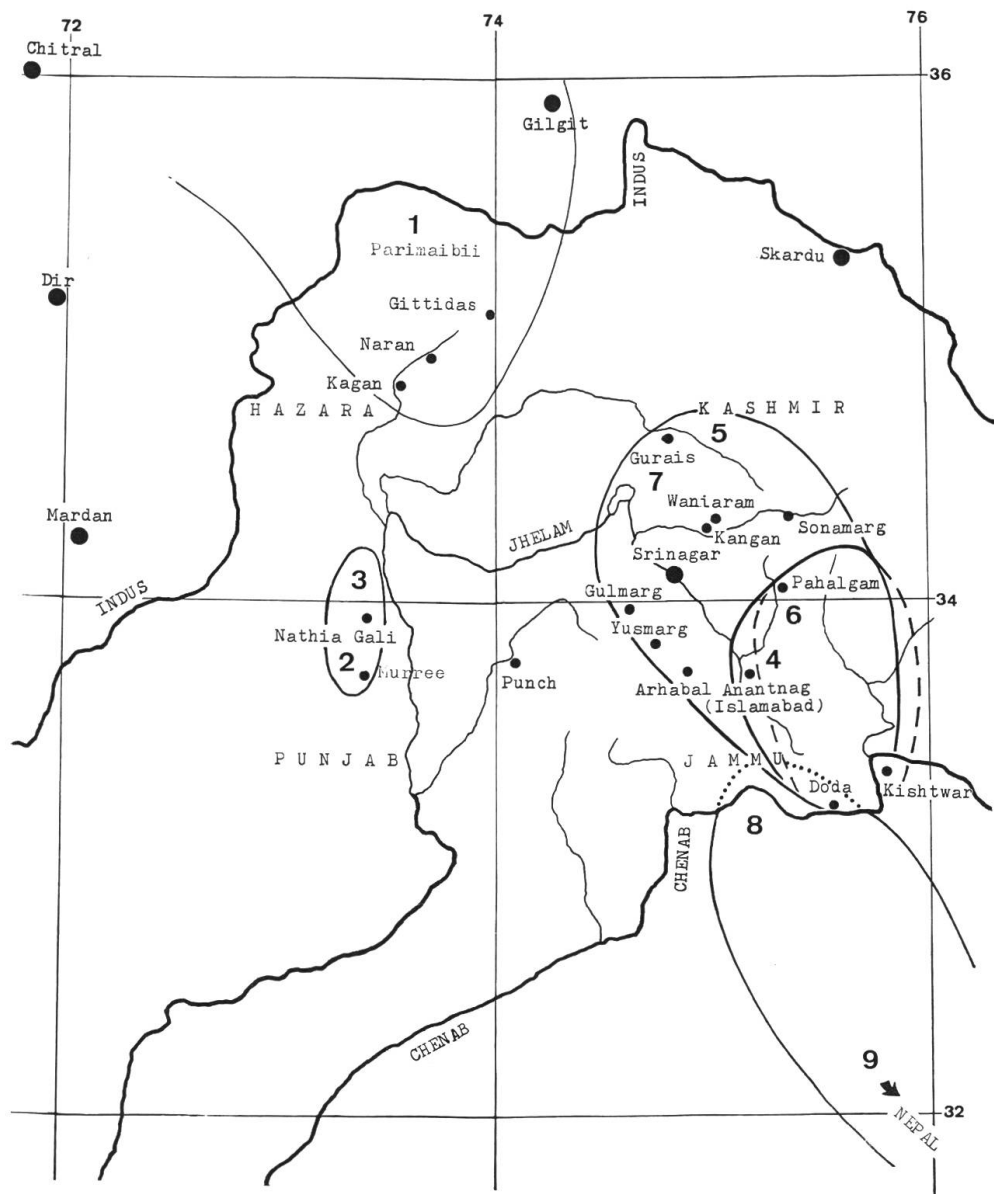 72
74
76
Chitral
36
Gilgit
INDUS
1
Parimaibii
Skardu
Dir
Gittidas
Naran
Kagan
HAZARA
KASHMIR
5
Gurais
7
Waniaram
Mardan
Sonamarg
Kangan
JHELAM
Srinagar
3
Pahalgam
INDUS
34
Gulmarg
6
Nathia Gali
Yusmarg
2
4
Murree
Punch
Arhabal
Anantnag
(Islamabad)
PUNJAB
JAMMU
Kishtwar
Doda
8
CHENAB
CHENAB
9
32
NEPAL